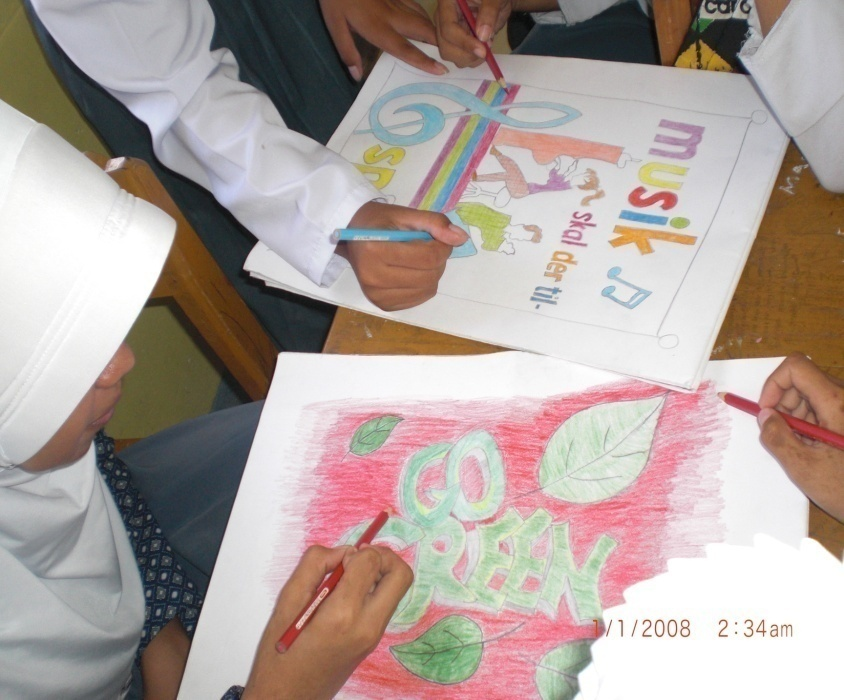 musik
skal der til-
GO
GREEN
1/1/2008 2:34am